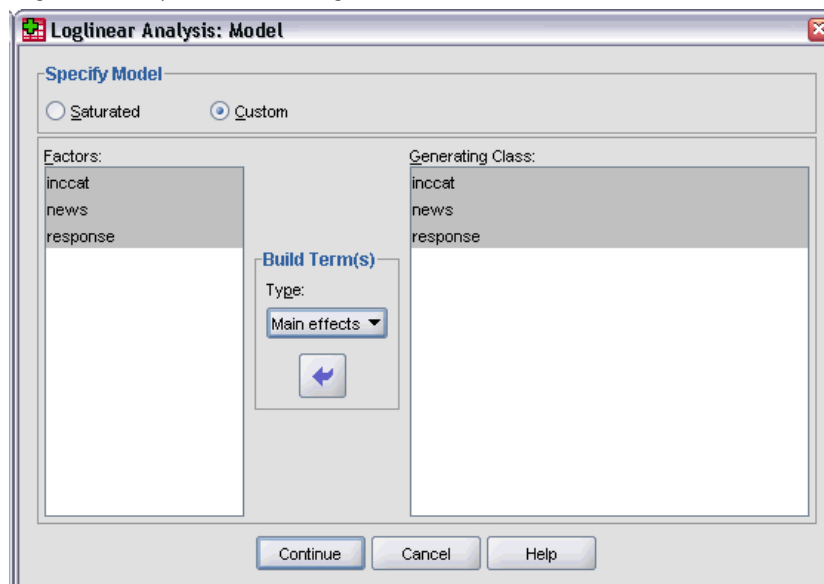 Loglinear Analysis: Model
Specify Model
Saturated
Custom
Factors:
inccat
news
response
Build Term(s)
Type:
Main effects
Generating Class:
inccat
news
response
Continue
Cancel
Help